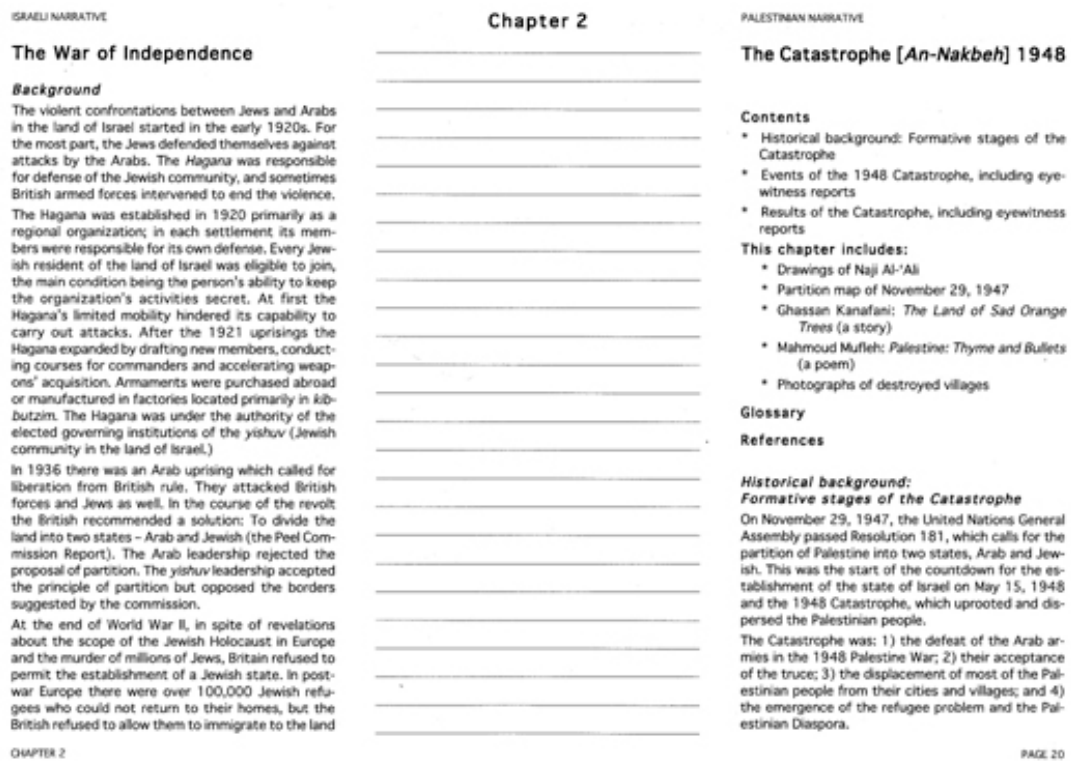 ISRAELI NARRATIVE
The War of Independence
Background
The violent confrontations between Jews and Arabs
in the land of Israel started in the early 1920s. For
the most part, the Jews defended themselves against
attacks by the Arabs. The Hagana was responsible
for defense of the Jewish community, and sometimes
British armed forces intervened to end the violence.
The Hagana was established in 1920 primarily as a
regional organization; in each settlement its mem-
bers were responsible for its own defense. Every Jew-
ish resident of the land of Israel was eligible to join,
the main condition being the person's ability to keep
the organization's activities secret. At first the
Hagana's limited mobility hindered its capability to
carry out attacks. After the 1921 uprisings the
Hagana expanded by drafting new members, conduct-
ing courses for commanders and accelerating weap-
ons' acquisition. Armaments were purchased abroad
or manufactured in factories located primarily in kib-
butzim. The Hagana was under the authority of the
elected governing institutions of the yishuv (Jewish
community in the land of Israel.)
In 1936 there was an Arab uprising which called for
liberation from British rule. They attacked British
forces and Jews as well. In the course of the revolt
the British recommended a solution: To divide the
land into two states – Arab and Jewish (the Peel Com-
mission Report). The Arab leadership rejected the
proposal of partition. The yishuv leadership accepted
the principle of partition but opposed the borders
suggested by the commission.
At the end of World War II, in spite of revelations
about the scope of the Jewish Holocaust in Europe
and the murder of millions of Jews, Britain refused to
permit the establishment of a Jewish state. In post-
war Europe there were over 100,000 Jewish refu-
gees who could not return to their homes, but the
British refused to allow them to immigrate to the land
CHAPTER 2
Chapter 2
PALESTINIAN NARRATIVE
The Catastrophe [An-Nakbeh] 1948
Contents
* Historical background: Formative stages of the
Catastrophe
* Events of the 1948 Catastrophe, including eye-
witness reports
* Results of the Catastrophe, including eyewitness
reports
This chapter includes:
* Drawings of Naji Al-'Ali
* Partition map of November 29, 1947
* Ghassan Kanafani: The Land of Sad Orange
Trees (a story)
* Mahmoud Mufleh: Palestine: Thyme and Bullets
(a poem)
* Photographs of destroyed villages
Glossary
References
Historical background:
Formative stages of the Catastrophe
On November 29, 1947, the United Nations General
Assembly passed Resolution 181, which calls for the
partition of Palestine into two states, Arab and Jew-
ish. This was the start of the countdown for the es-
tablishment of the state of Israel on May 15, 1948
and the 1948 Catastrophe, which uprooted and dis-
persed the Palestinian people.
The Catastrophe was: 1) the defeat of the Arab ar-
mies in the 1948 Palestine War; 2) their acceptance
of the truce; 3) the displacement of most of the Pal-
estinian people from their cities and villages; and 4)
the emergence of the refugee problem and the Pal-
estinian Diaspora.
PAGE 20